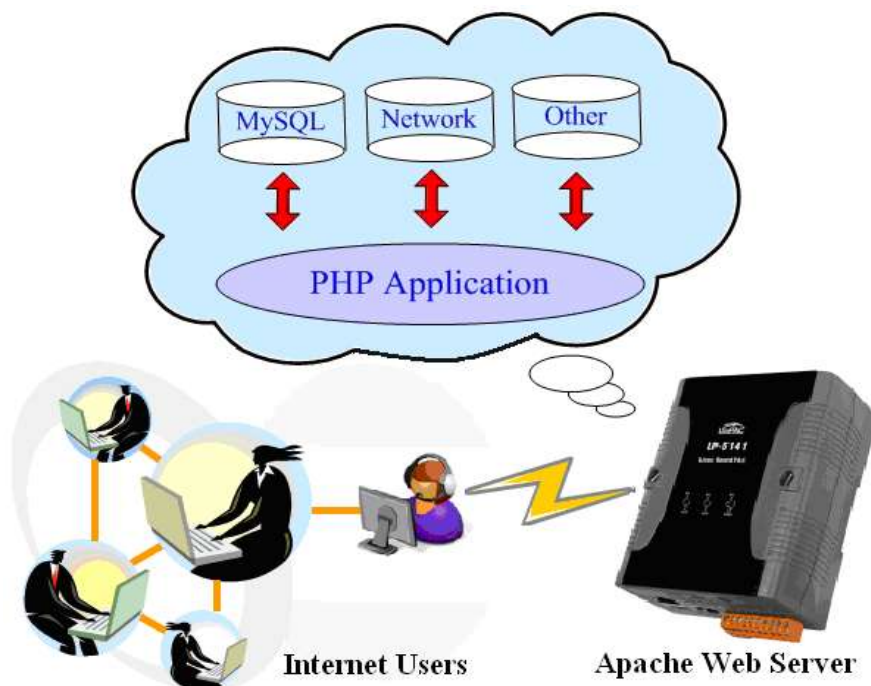 MySQL
Network
Other
PHP Application
LP-5141
Internet Users
Apache Web Server